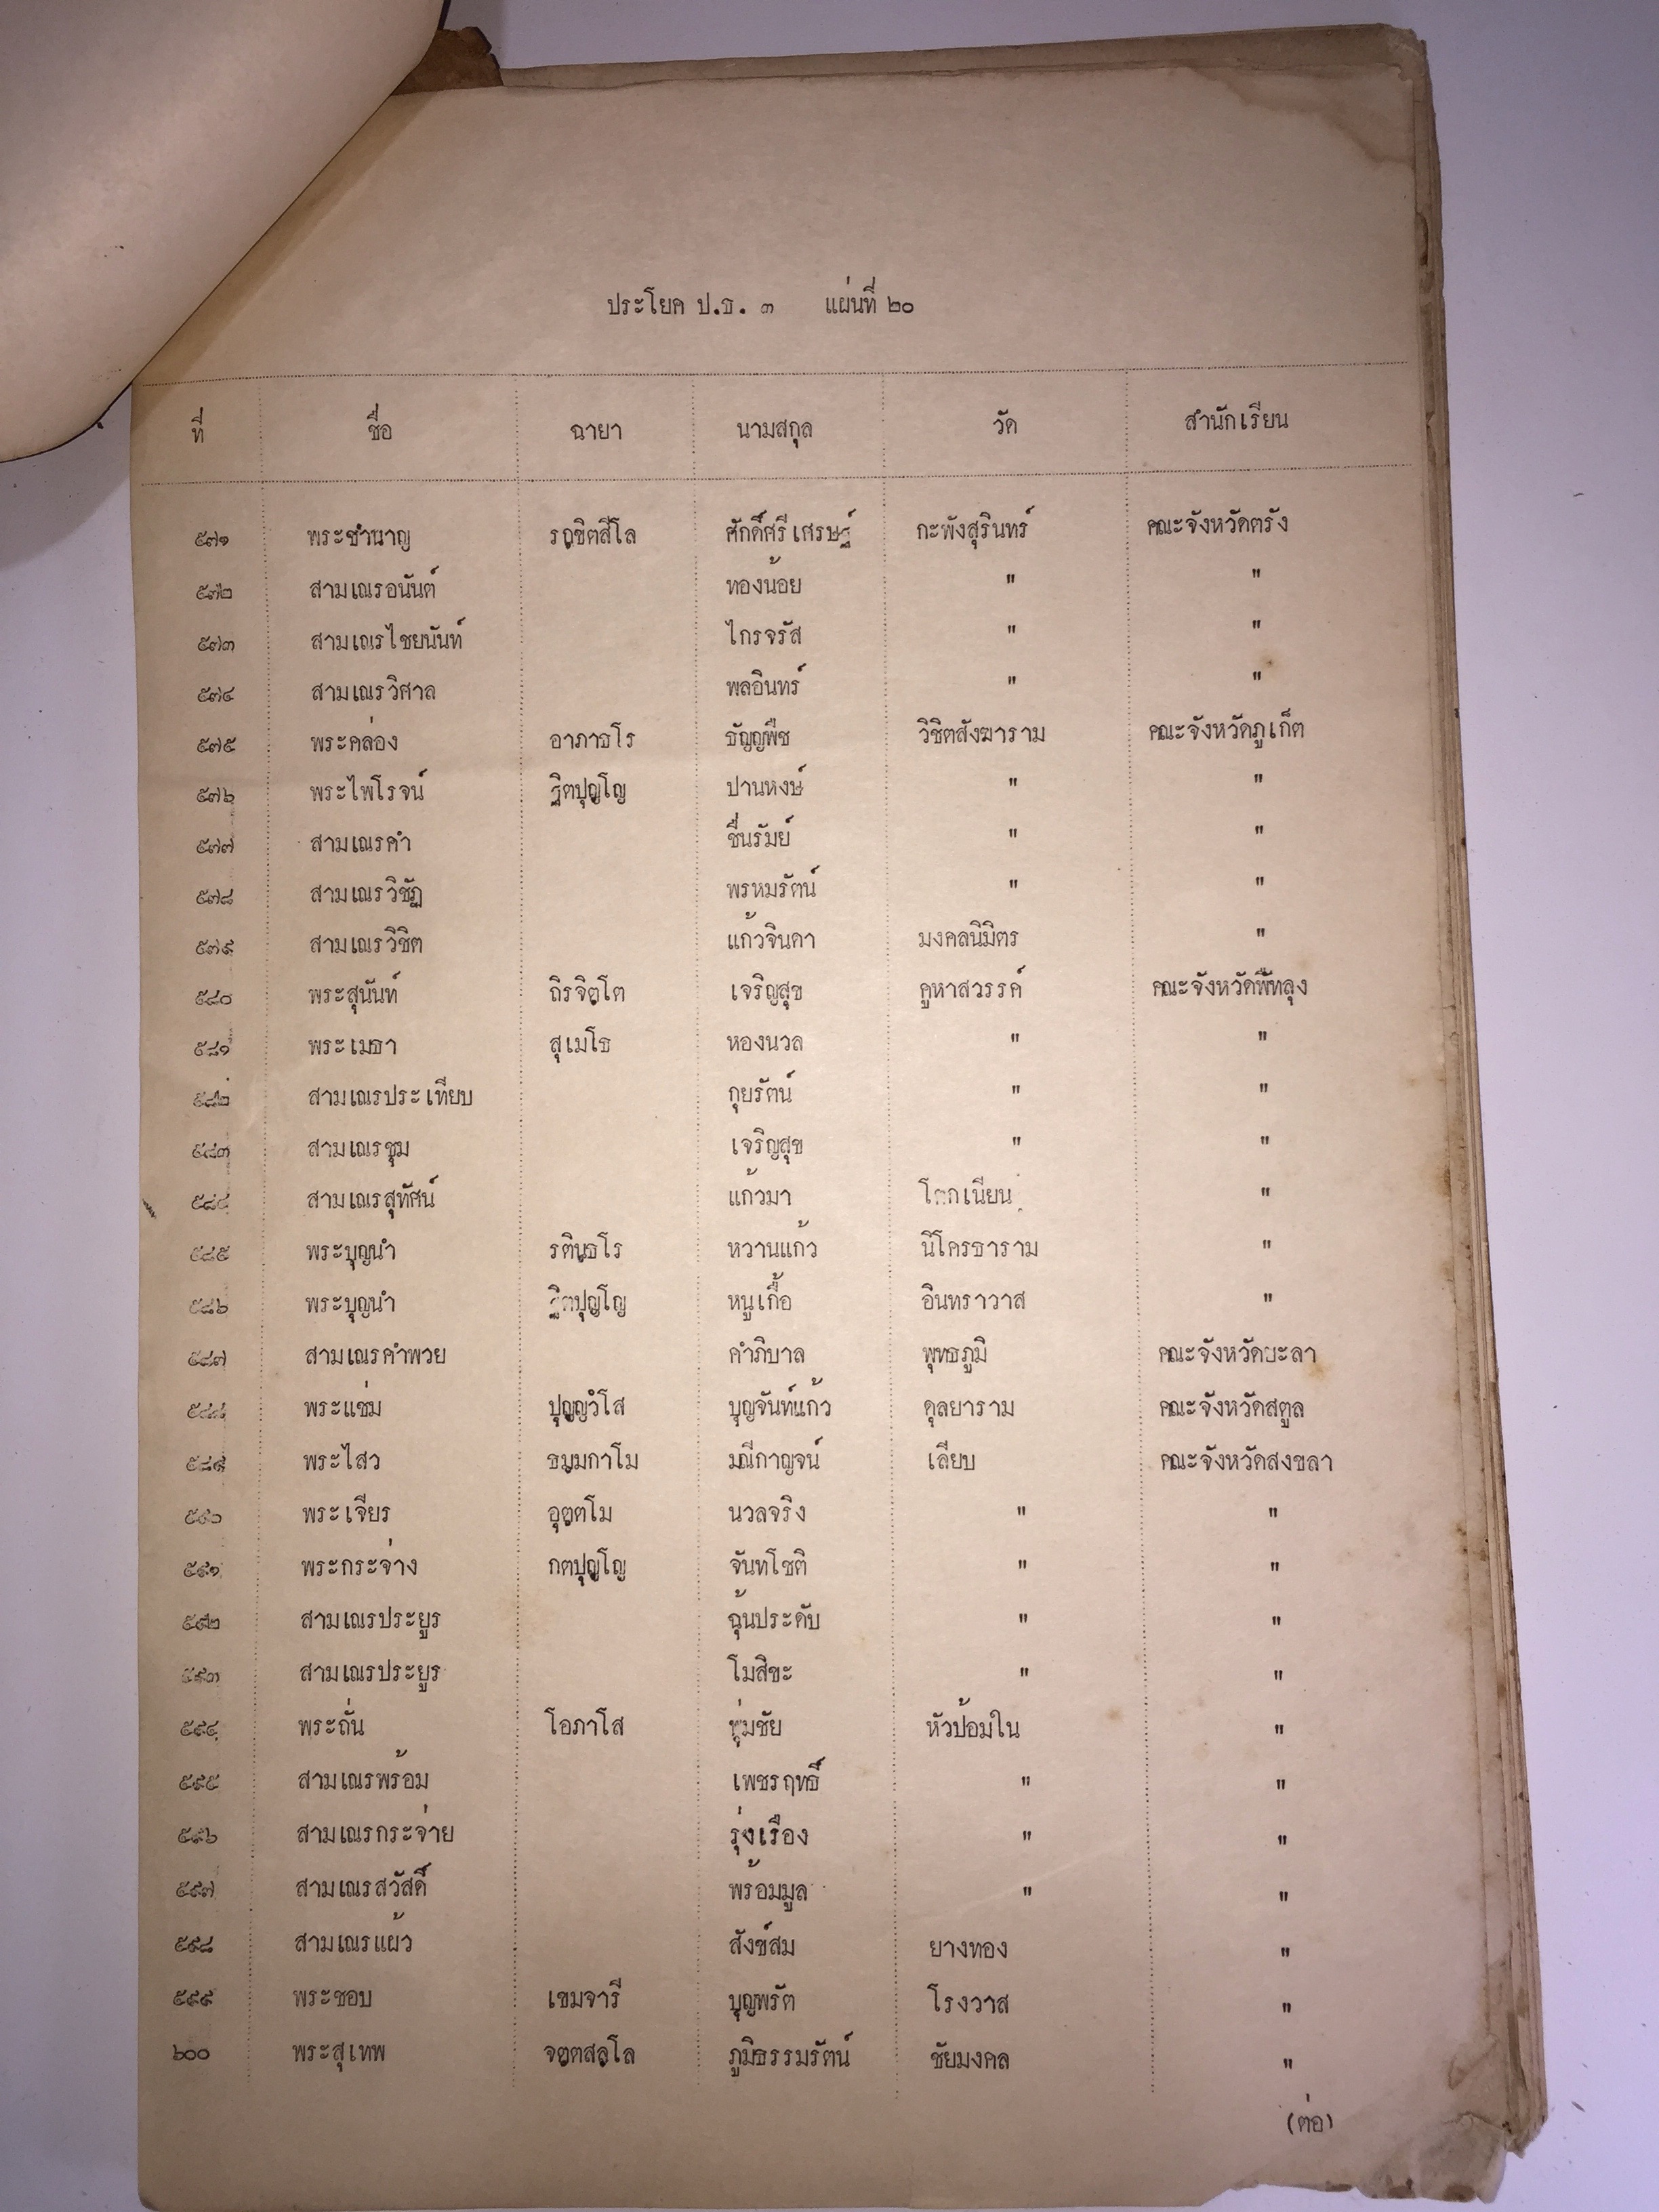 ประโยค ป.ธ. ๓ แผ่นที่ ๒๐
ที่ ชื่อ ฉายา นามสกุล วัด สำนักเรียน
๕๗๑ พระชำนาญ รกฺขิตสีโล ศักดิ์ศรีเศรษฐ์ กะพังสุรินทร์ คณะจังหวัดตรัง
๕๗๒ สามเณรอนันต์ ทองน้อย " "
๕๗๓ สามเณรไชยนันท์ ไกรจรัส " "
๕๗๔ สามเณรวิศาล พลอินทร์ " "
๕๗๕ พระคล่อง อาภาธโร ธัญญพืช วิชิตสังฆาราม คณะจังหวัดภูเก็ต
๕๗๖ พระไพโรจน์ ฐิตปุญฺโญ ปานหงษ์ " "
๕๗๗ สามเณรคำ ชื่นรัมย์ " "
๕๗๘ สามเณรวิชัฏ พรหมรัตน์ " "
๕๗๙ สามเณรวิชิต แก้วจินดา มงคลนิมิตร "
๕๘๐ พระสุนันท์ ถิรจิตฺโต เจริญสุข คูหาสวรรค์ คณะจังหวัดพัทลุง
๕๘๑ พระเมธา สุเมโธ หองนวล " "
๕๘๒ สามเณรประเทียบ กุยรัตน์ " "
๕๘๓ สามเณรชุม เจริญสุข " "
๕๘๔ สามเณรสุทัศน์ แก้วมา "
๕๘๕ พระบุญนำ รตินฺธโร หวานแก้ว นิโครธาราม "
๕๘๖ พระบุญนำ ฐิตปุญฺโญ หนูเกื้อ อินทราวาส "
๕๘๗ สามเณรคำพวย คำภิบาล พุทธภูมิ คณะจังหวัดยะลา
๕๘๘ พระแช่ม ปุญฺญวํโส บุญจันท์แก้ว ดุลยาราม คณะจังหวัดสตูล
๕๘๙ พระไสว ธมฺมกาโม มณีกาญจน์ เลียบ คณะจังหวัดสงขลา
๕๙๐ พระเจียร อุตฺตโม นวลจริง " "
๕๙๑ พระกระจ่าง กตปุญฺโญ จันทโชติ " "
๕๙๒ สามเณรประยูร ฉุ้นประดับ " "
๕๙๓ สามเณรประยูร โมสิขะ " "
๕๙๔ พระถั่น โอภาโส ชุ่มชัย หัวป้อมใน "
๕๙๕ สามเณรพร้อม เพชรฤทธิ์ " "
๕๙๖ สามเณรกระจ่าย รุ่งเรือง " "
๕๙๗ สามเณรสวัสดิ์ พร้อมมูล " "
๕๙๘ สามเณรแผ้ว สังข์สม ยางทอง "
๕๙๙ พระชอบ เขมจารี บุญพรัต โรงวาส "
๖๐๐ พระสุเทพ จตฺตสลฺโล ภูมิธรรมรัตน์ ชัยมงคล "
(ต่อ)